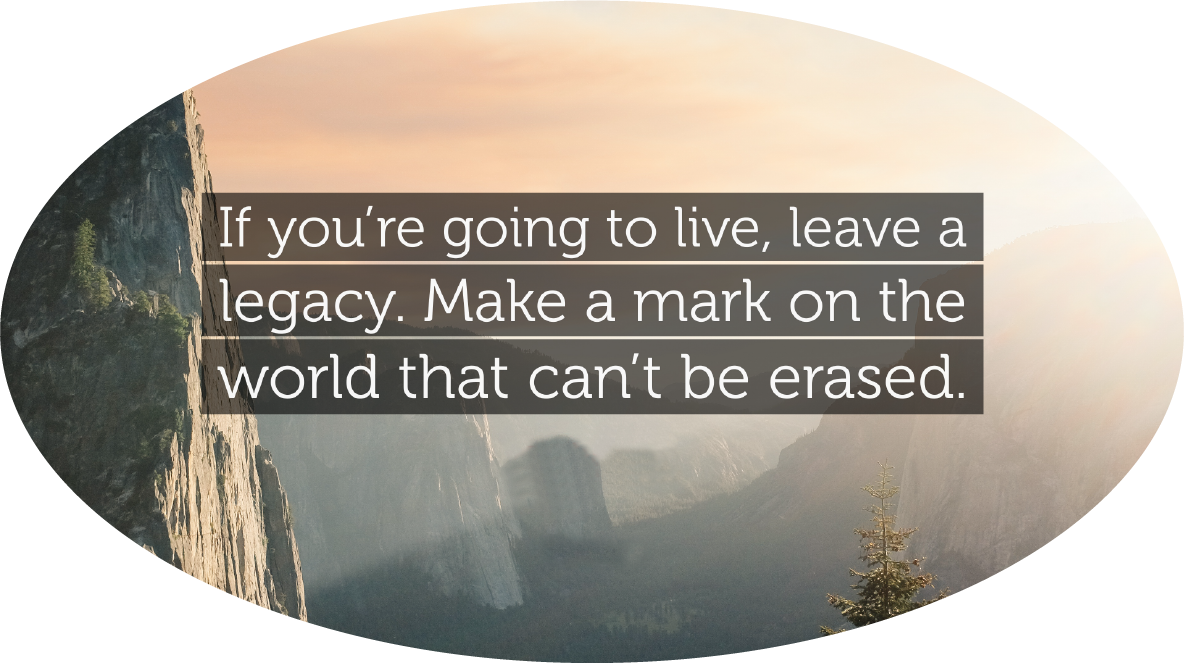 If you’re going to live, leave a
legacy. Make a mark on the
world that can’t be erased.